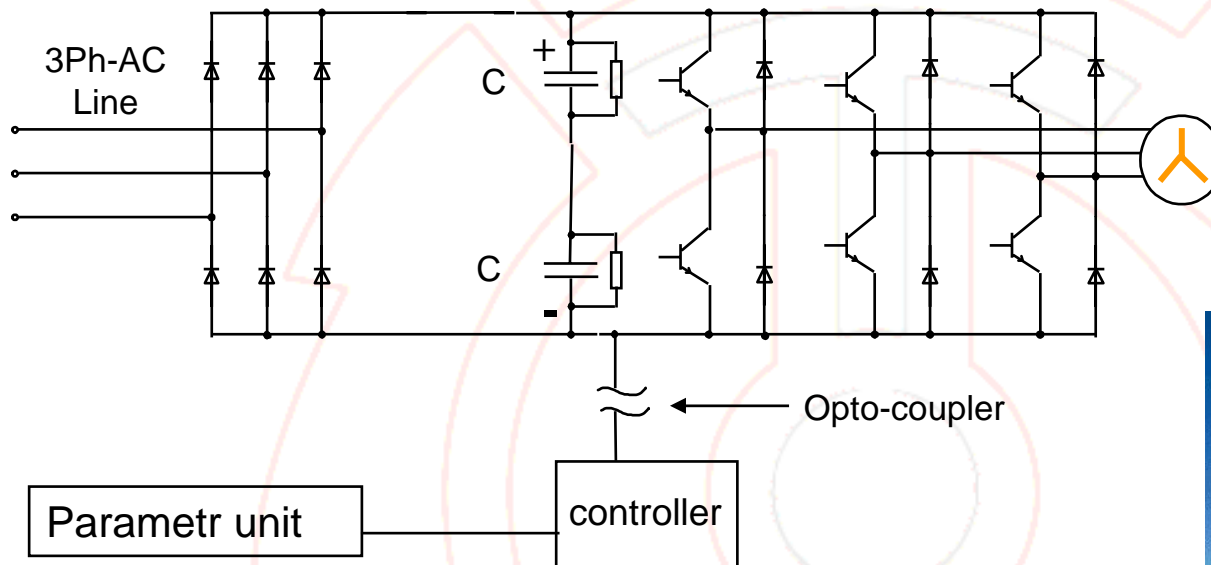 3Ph-AC
Line
+
C
C
-
Opto-coupler
Parametr unit
controller